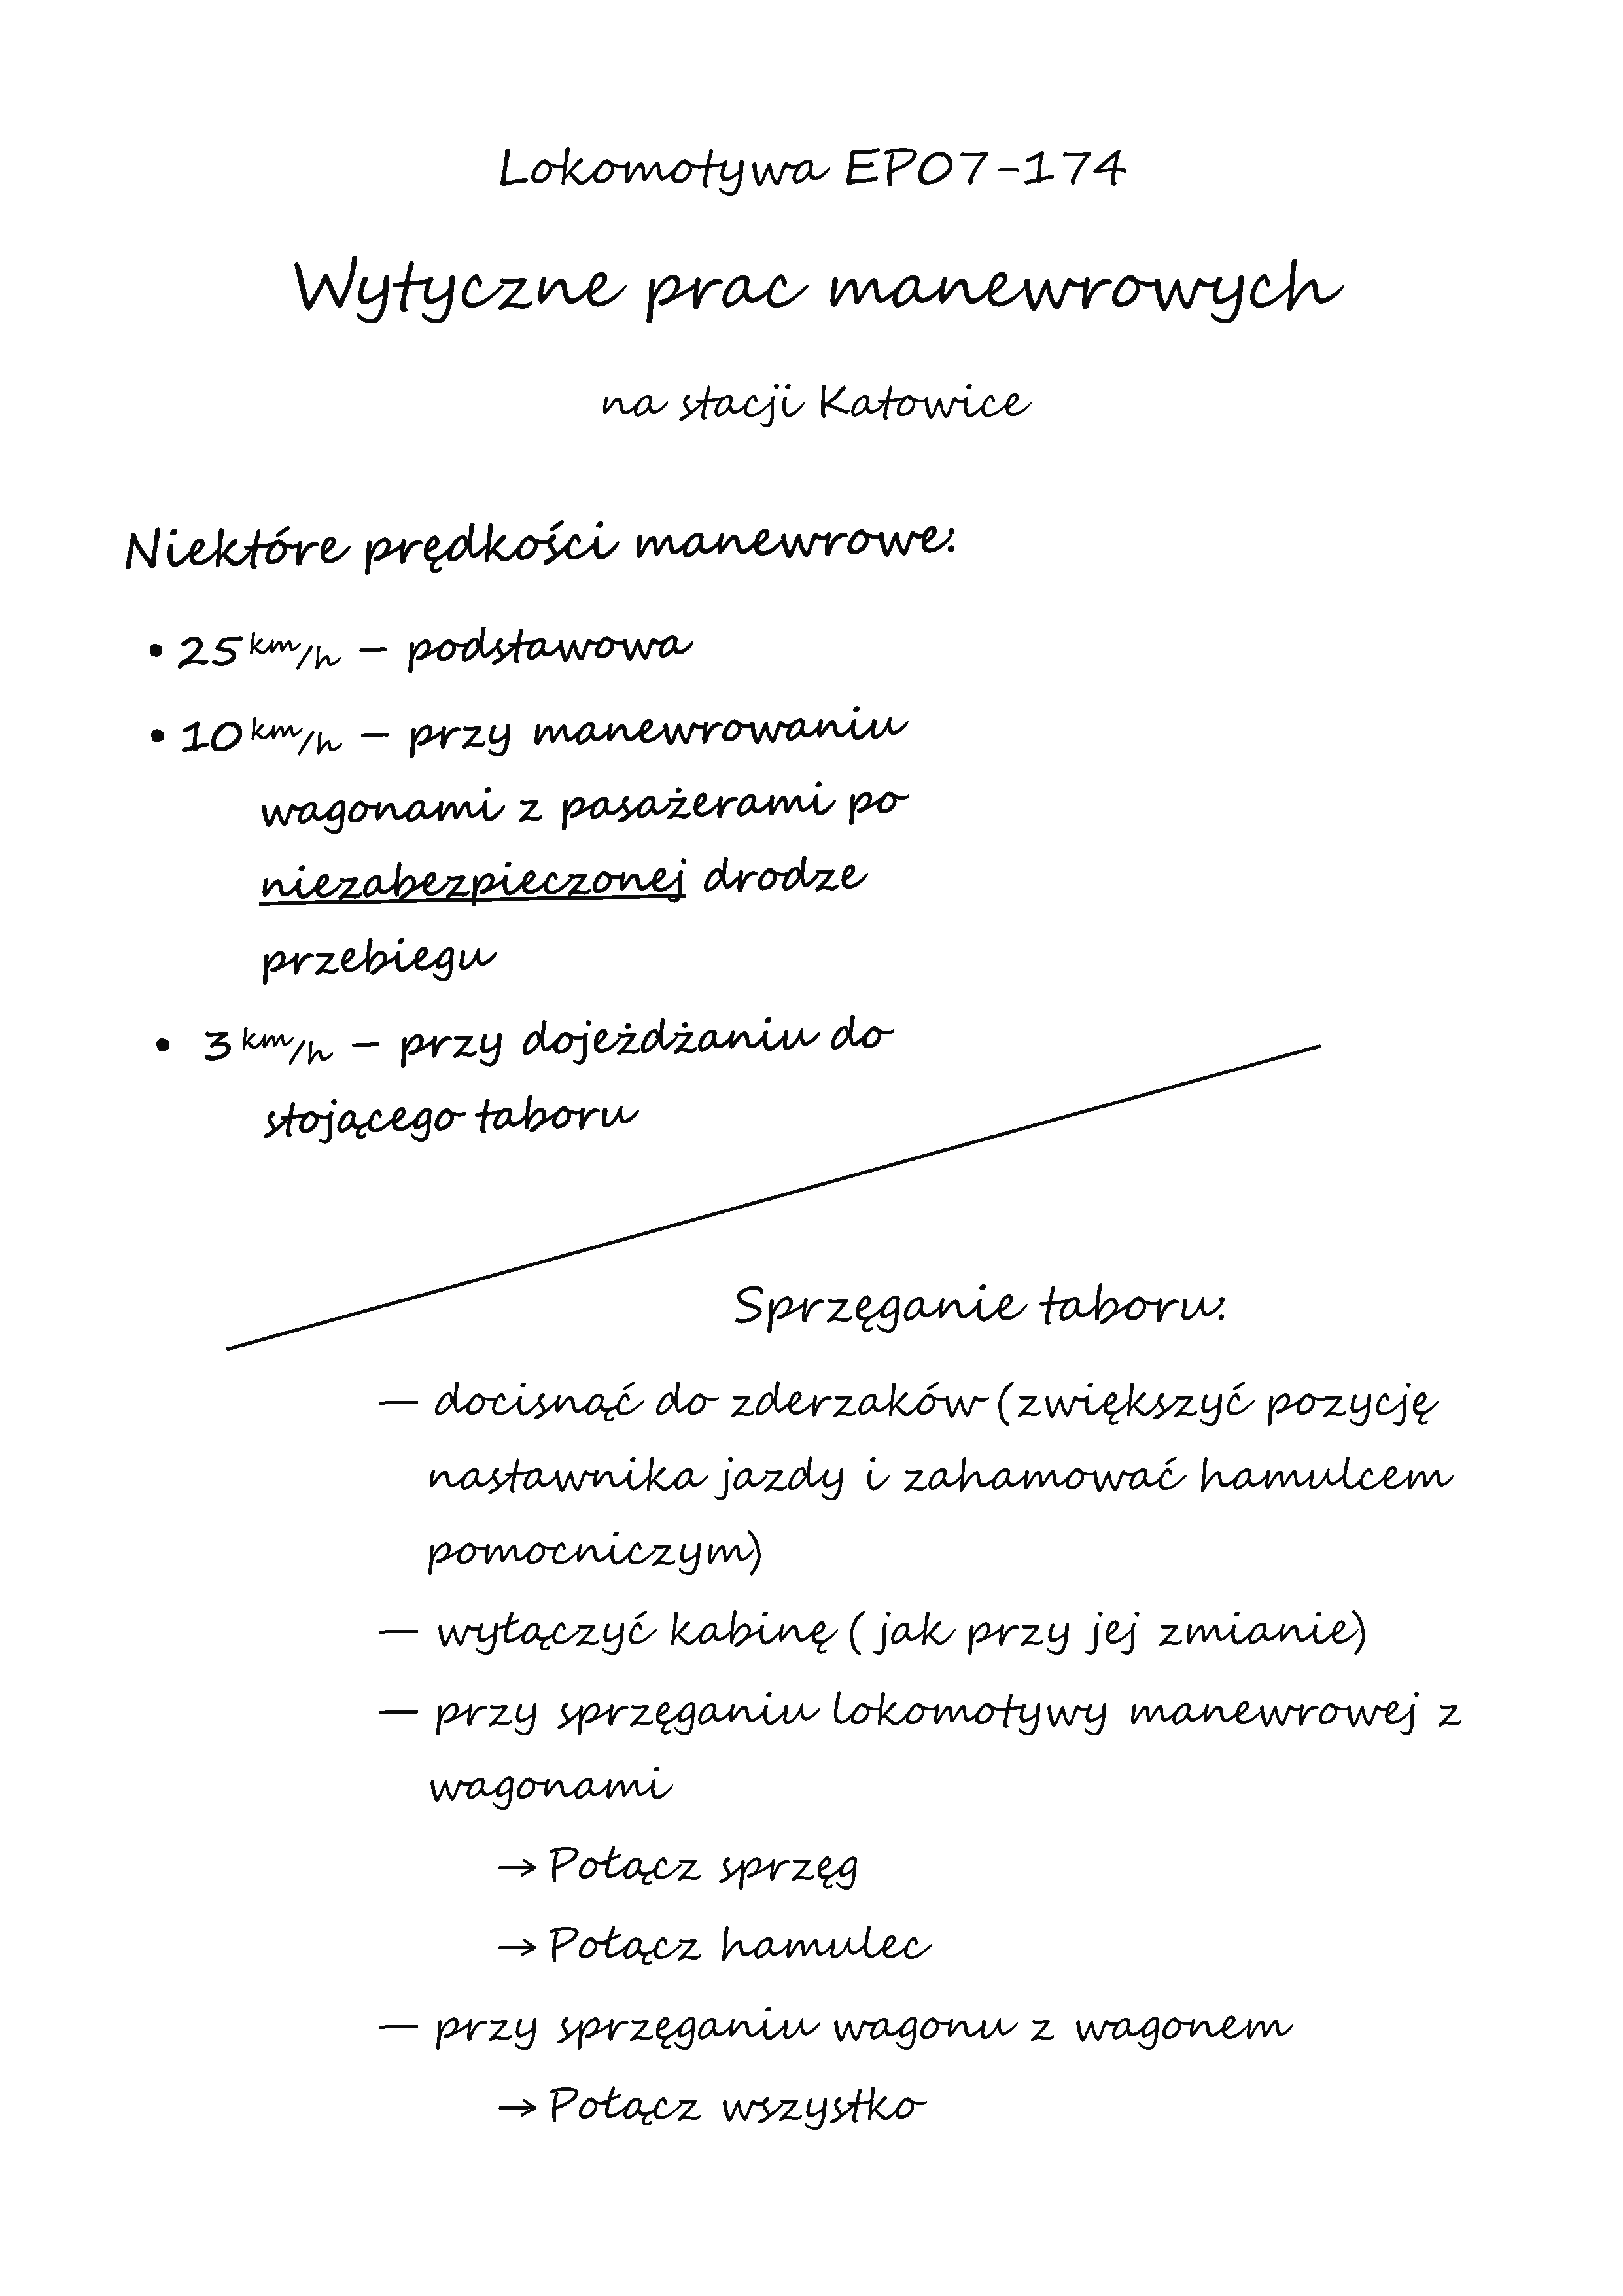 Lokomotywa EP07-174
Wytyczne prac manewrowych
na stacji Katowice
Niektóre prędkości manewrowe:
• 25 km/h – podstawowa
• 10 km/h – przy manewrowaniu
wagonami z pasażerami po
niezabezpieczonej drodze
przebiegu
• 3 km/h – przy dojeżdżaniu do
stojącego taboru
Sprzęganie taboru:
— docisnąć do zderzaków (zwiększyć pozycję
nastawnika jazdy i zahamować hamulcem
pomocniczym)
— wyłączyć kabinę ( jak przy jej zmianie)
— przy sprzęganiu lokomotywy manewrowej z
wagonami
→ Połącz sprzęg
→ Połącz hamulec
— przy sprzęganiu wagonu z wagonem
→ Połącz wszystko